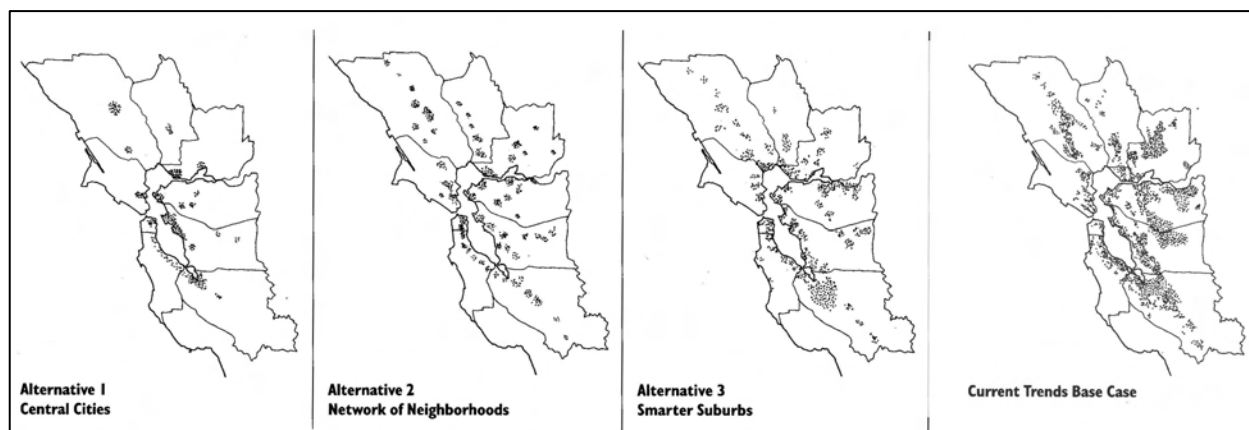 Alternative 1
Central Cities
Alternative 2
Network of Neighborhoods
Alternative 3
Smarter Suburbs
Current Trends Base Case